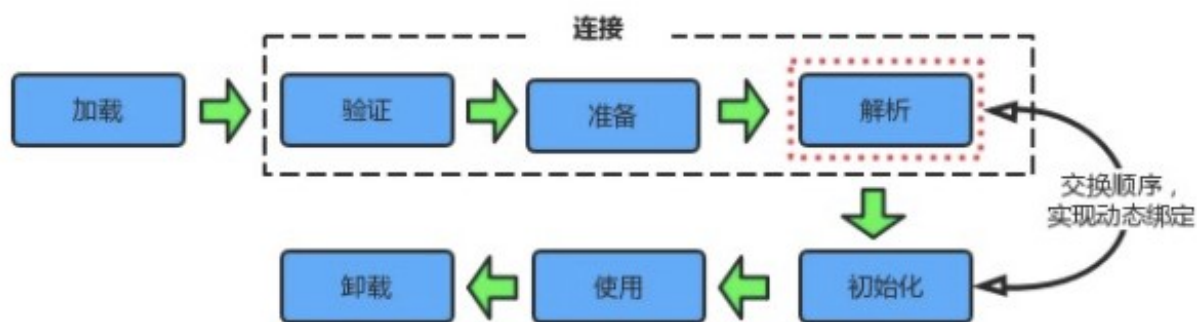 连接
加载
验证
准备
解析
交换顺序，
实现动态绑定
卸载
使用
初始化